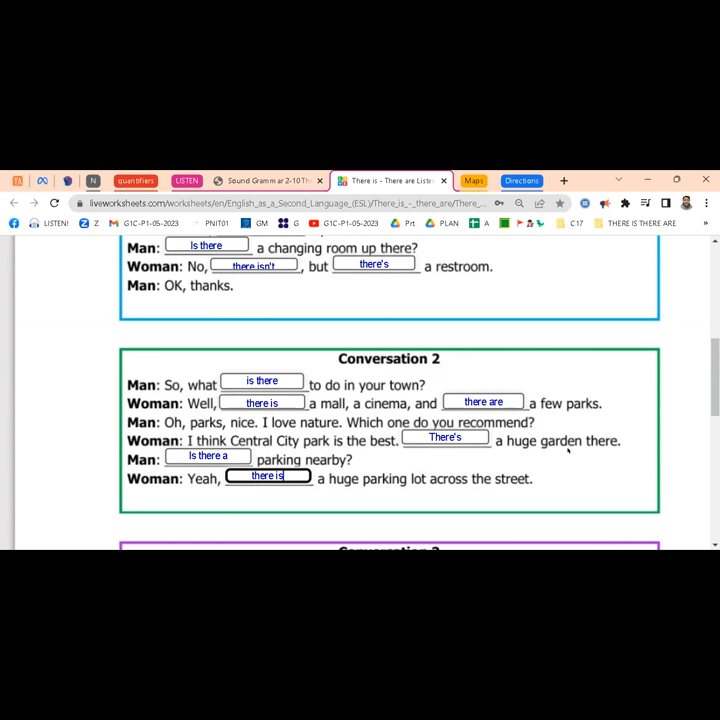 N quantifiers LISTEN Sound Grammar 2-10 Th There is - There are Liste Maps Directions
liveworksheets.com/worksheets/en/English_as_a_Second_Language_(ESL)/There_is_-_there_are/There_...
LISTEN! Z G1C-P1-05-2023 PNIT01 GM G G1C-P1-05-2023 Prt PLAN A C17 THERE IS THERE ARE »
Man: Is there a changing room up there?
Woman: No, there isn't, but there's a restroom.
Man: OK, thanks.
Conversation 2
Man: So, what is there to do in your town?
Woman: Well, there is a mall, a cinema, and there are a few parks.
Man: Oh, parks, nice. I love nature. Which one do you recommend?
Woman: I think Central City park is the best. There's a huge garden there.
Man: Is there a parking nearby?
Woman: Yeah, there is a huge parking lot across the street.